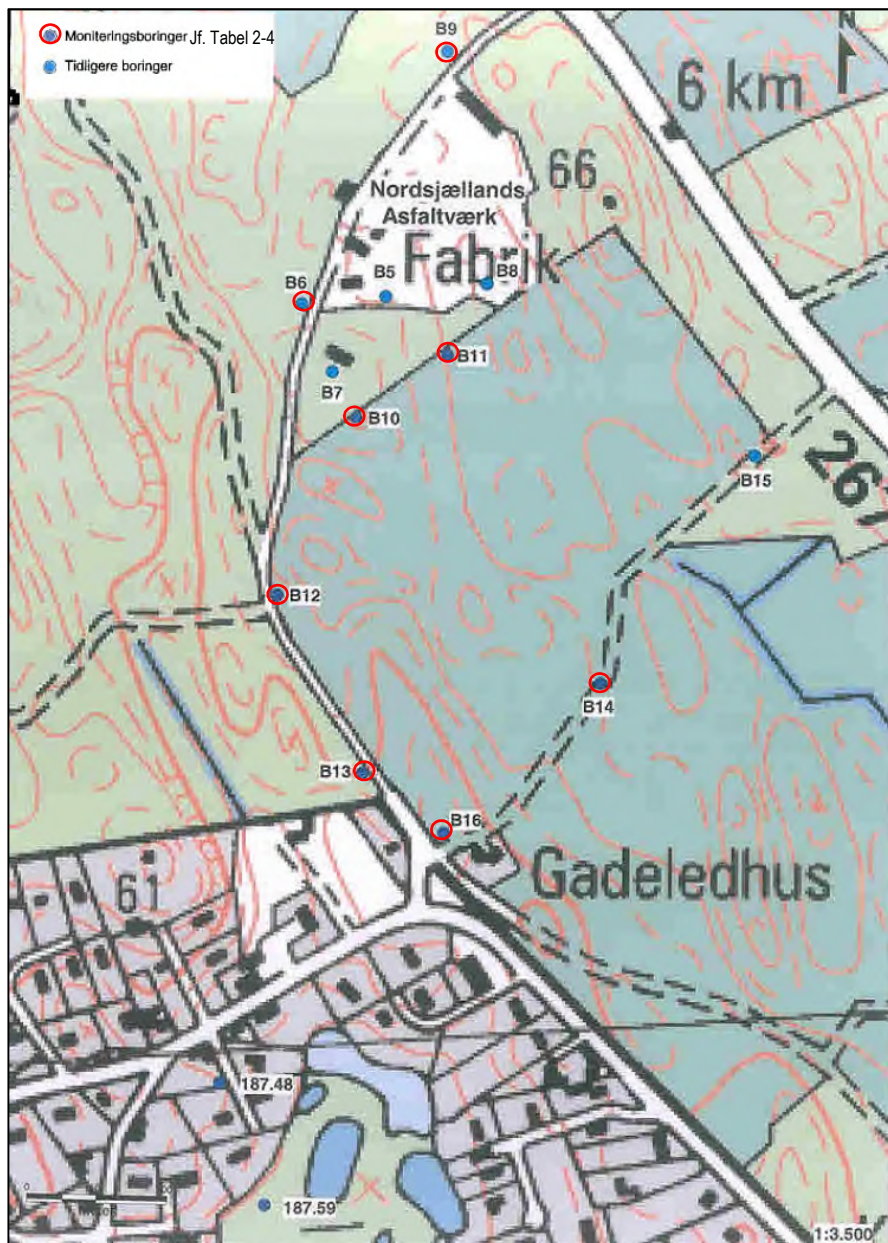 Moniteringsboringer Jf. Tabel 2-4
Tidligere boringer
B9
N
6 km
66
Nordsjællands
Asfaltværk
Fabrik
B8
B5
B6
B11
B7
B10
B15
267
B12
B14
B13
B16
Gadeledhus
61
187.48
187.59
1:3.500